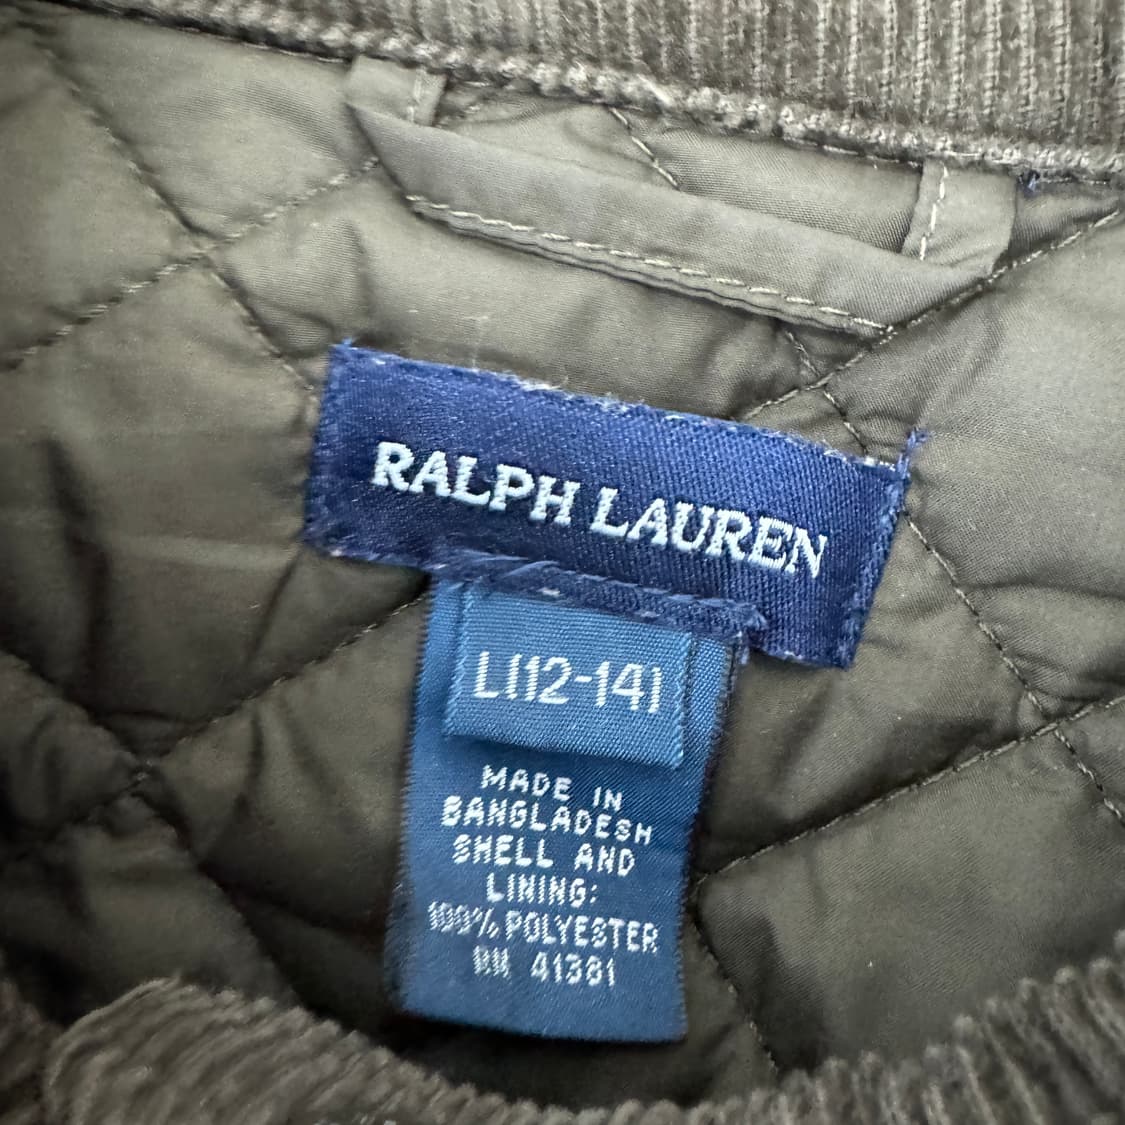 RALPH LAUREN
L(12-14)
MADE IN
BANGLADESH
SHELL AND
LINING:
100% POLYESTER
RN 41381